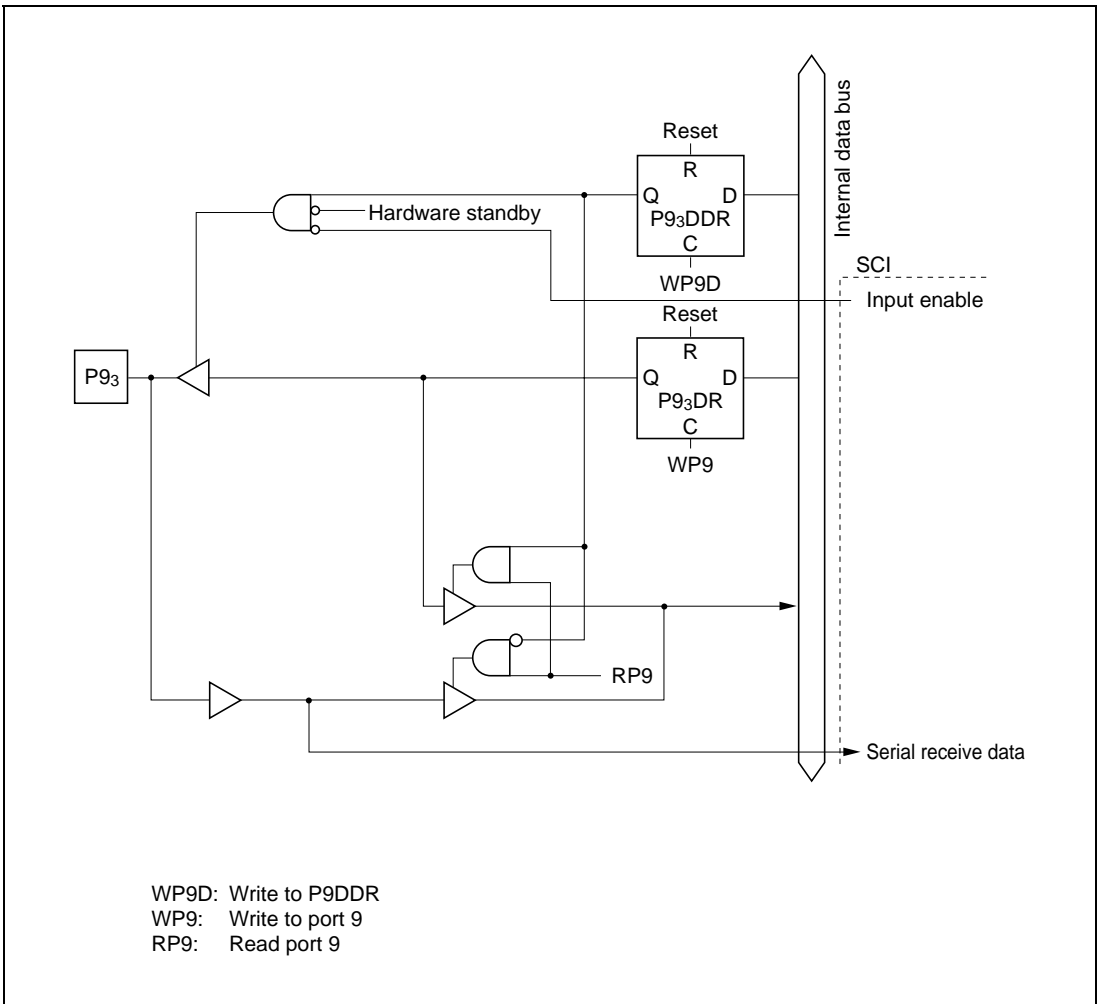 Internal data bus
Reset
R
Q D
Hardware standby
P9₃DDR
C
SCI
WP9D
Input enable
Reset
R
P9₃
Q D
P9₃DR
C
WP9
RP9
Serial receive data
WP9D: Write to P9DDR
WP9: Write to port 9
RP9: Read port 9